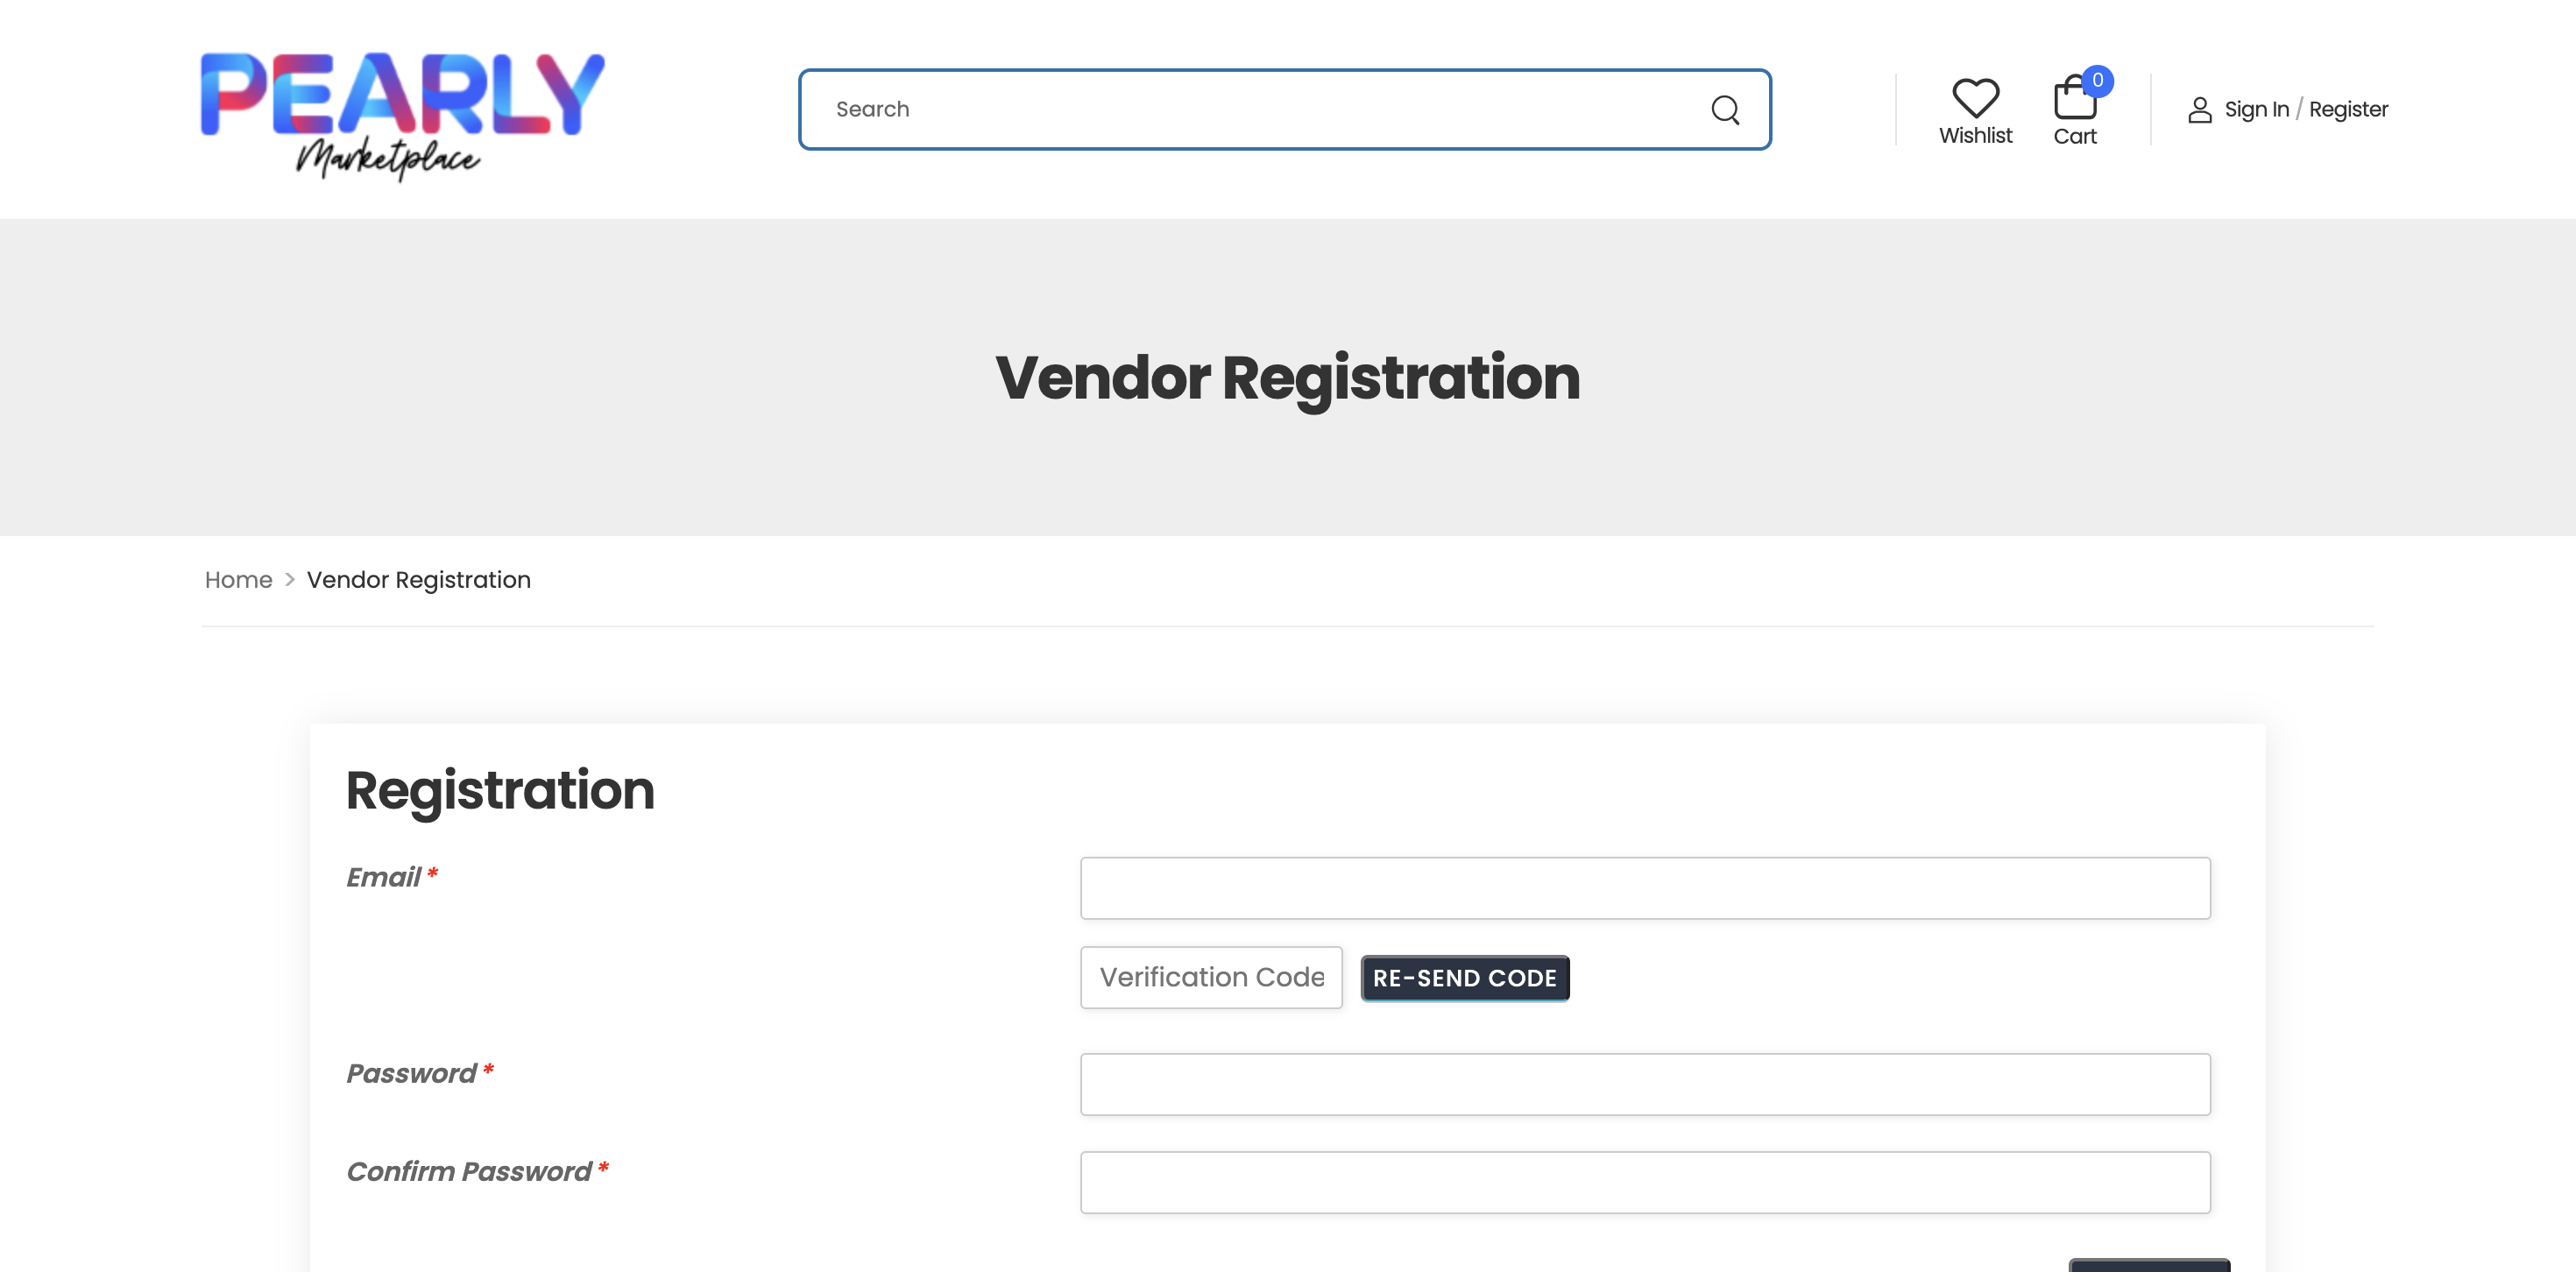 PEARLY
Marketplace
Search
Wishlist
0
Cart
Sign In / Register
Vendor Registration
Home > Vendor Registration
Registration
Email *
Verification Code
RE-SEND CODE
Password *
Confirm Password *